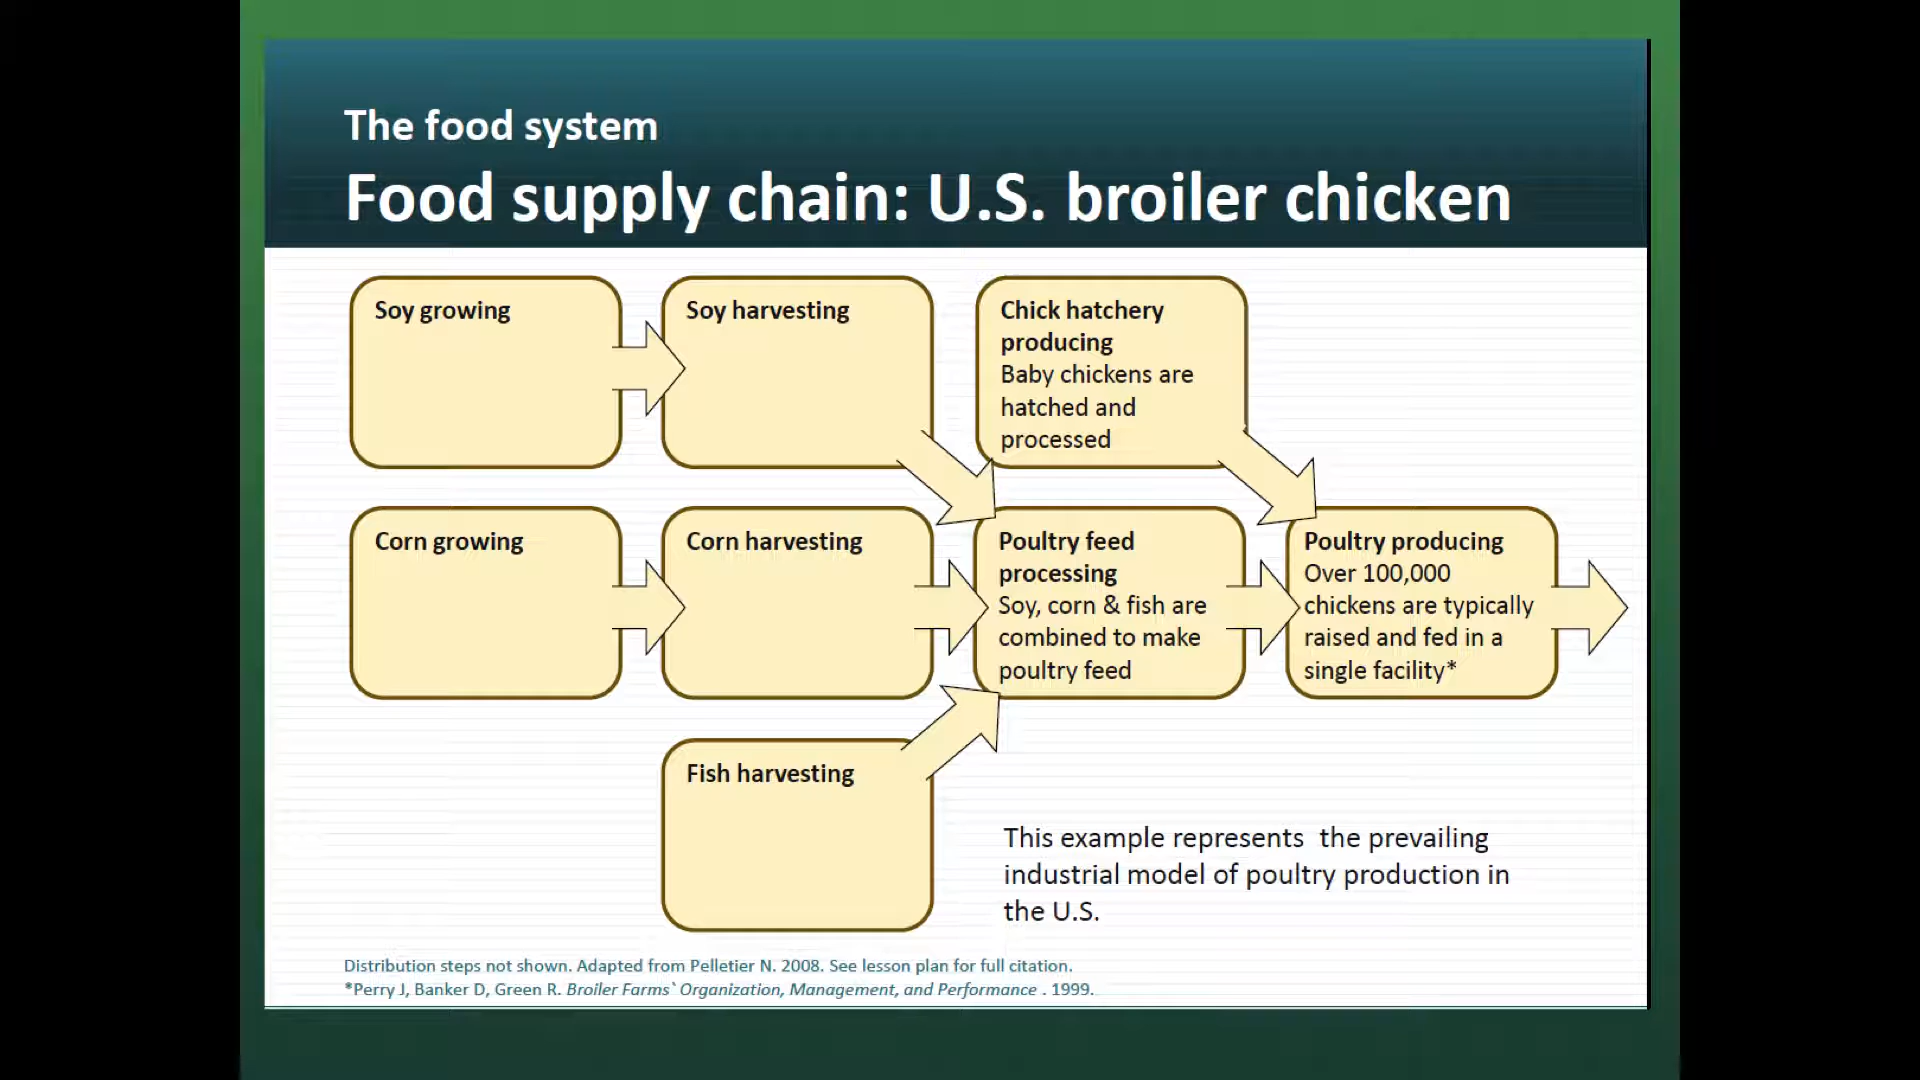 The food system
Food supply chain: U.S. broiler chicken
Soy growing
Soy harvesting
Chick hatchery
producing
Baby chickens are
hatched and
processed
Corn growing
Corn harvesting
Poultry feed
processing
Soy, corn & fish are
combined to make
poultry feed
Poultry producing
Over 100,000
chickens are typically
raised and fed in a
single facility*
Fish harvesting
This example represents  the prevailing
industrial model of poultry production in
the U.S.
Distribution steps not shown. Adapted from Pelletier N. 2008. See lesson plan for full citation.
*Perry J, Banker D, Green R. Broiler Farms‵ Organization, Management, and Performance . 1999.